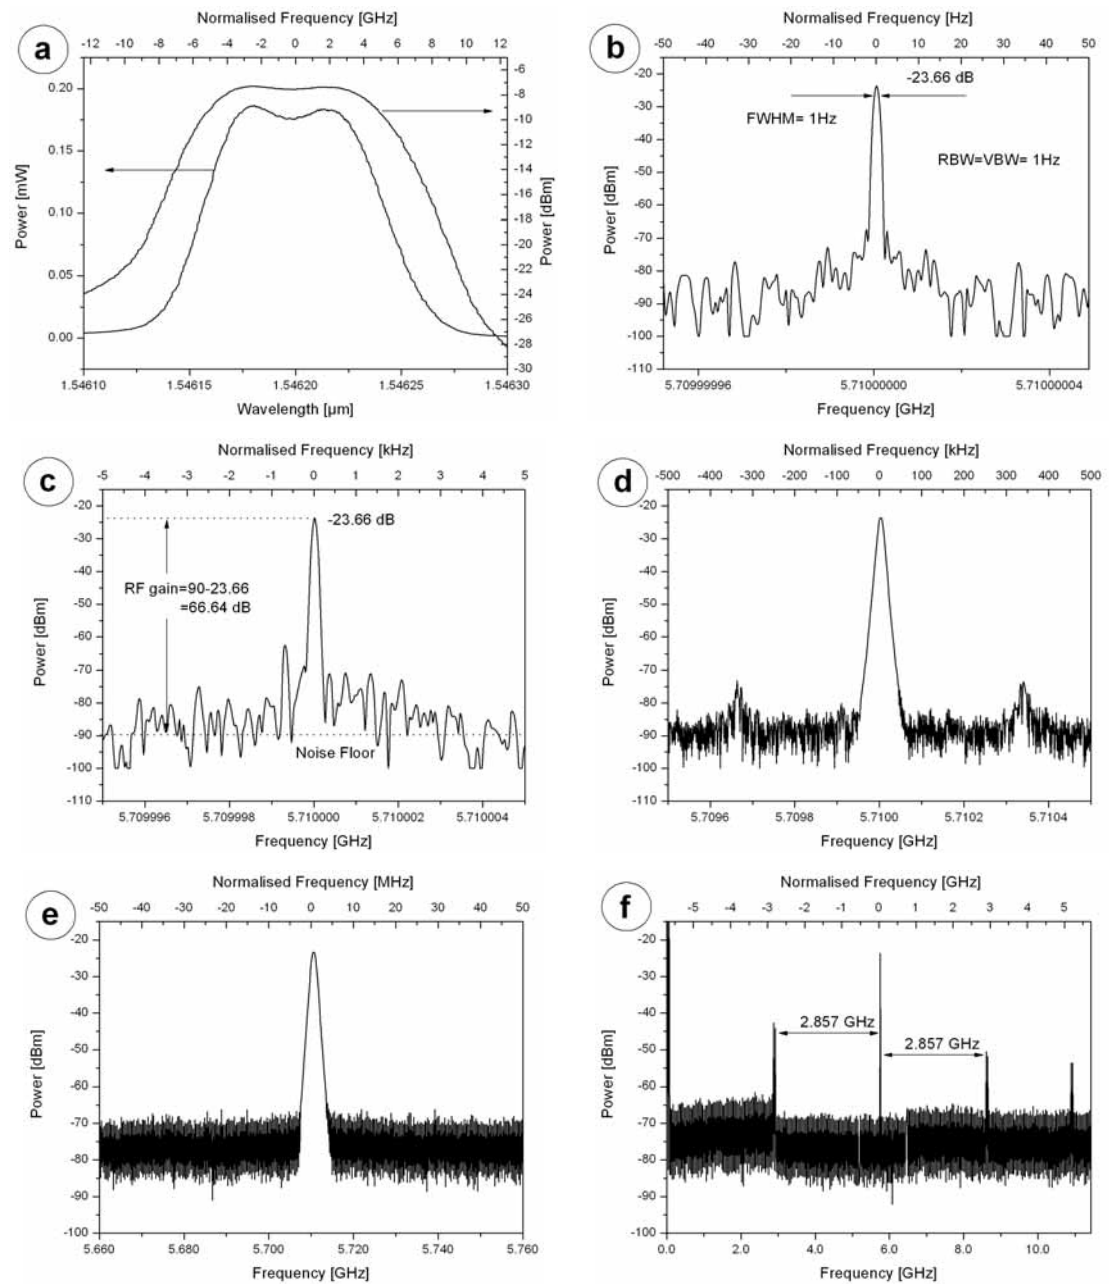 Normalised Frequency [GHz]
-12 -10 -8 -6 -4 -2 0 2 4 6 8 10 12
a
0.20
0.15
0.10
0.05
0.00
Power [mW]
-6
-8
-10
-12
-14
-16
-18
-20
-22
-24
-26
-28
-30
Power [dBm]
1.54610 1.54615 1.54620 1.54625 1.54630
Wavelength [µm]
Normalised Frequency [Hz]
-50 -40 -30 -20 -10 0 10 20 30 40 50
b
-20
-30
-40
-50
-60
-70
-80
-90
-100
-110
Power [dBm]
-23.66 dB
FWHM= 1Hz
RBW=VBW= 1Hz
5.70999996 5.71000000 5.71000004
Frequency [GHz]
Normalised Frequency [kHz]
-5 -4 -3 -2 -1 0 1 2 3 4 5
c
-20
-30
-40
-50
-60
-70
-80
-90
-100
-110
Power [dBm]
-23.66 dB
RF gain=90-23.66
=66.64 dB
Noise Floor
5.709996 5.709998 5.710000 5.710002 5.710004
Frequency [GHz]
Normalised Frequency [kHz]
-500 -400 -300 -200 -100 0 100 200 300 400 500
d
-20
-30
-40
-50
-60
-70
-80
-90
-100
-110
Power [dBm]
5.7096 5.7098 5.7100 5.7102 5.7104
Frequency [GHz]
Normalised Frequency [MHz]
-50 -40 -30 -20 -10 0 10 20 30 40 50
e
-20
-30
-40
-50
-60
-70
-80
-90
-100
Power [dBm]
5.660 5.680 5.700 5.720 5.740 5.760
Frequency [GHz]
Normalised Frequency [GHz]
-5 -4 -3 -2 -1 0 1 2 3 4 5
f
-20
-30
-40
-50
-60
-70
-80
-90
-100
Power [dBm]
2.857 GHz
2.857 GHz
0.0 2.0 4.0 6.0 8.0 10.0
Frequency [GHz]